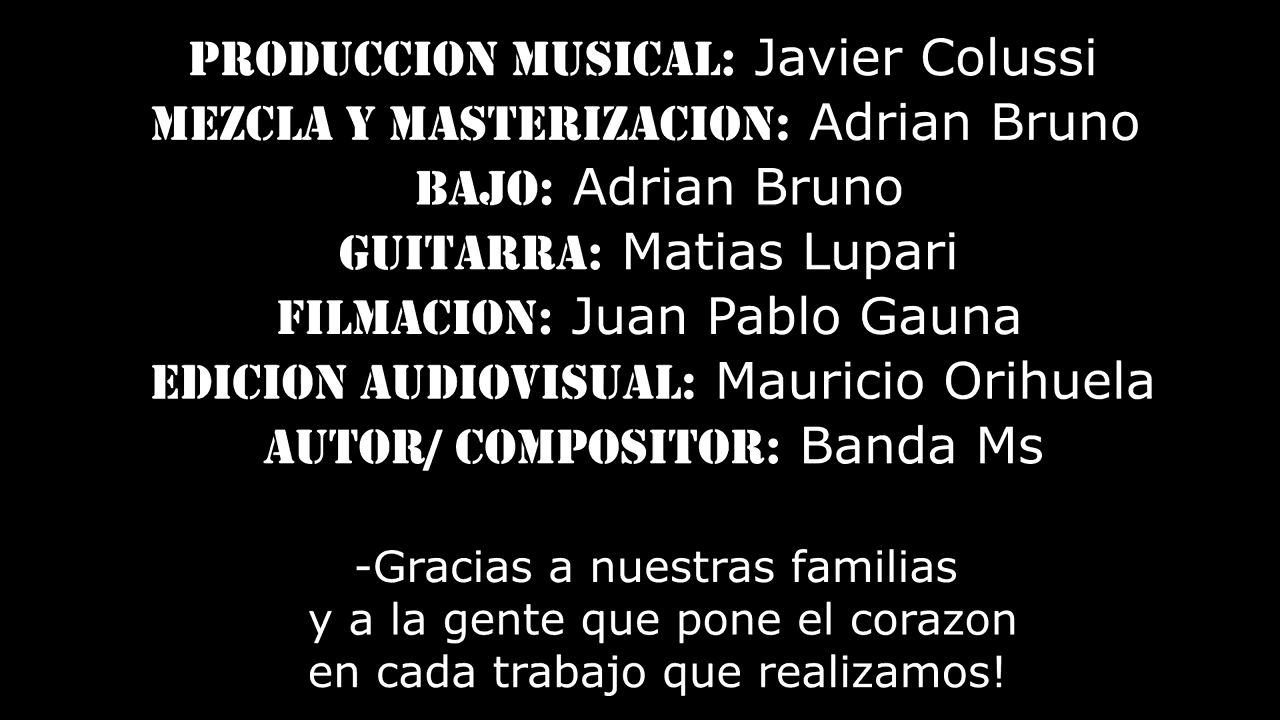 PRODUCCION MUSICAL: Javier Colussi
MEZCLA Y MASTERIZACION: Adrian Bruno
BAJO: Adrian Bruno
GUITARRA: Matias Lupari
FILMACION: Juan Pablo Gauna
EDICION AUDIOVISUAL: Mauricio Orihuela
AUTOR/ COMPOSITOR: Banda Ms
-Gracias a nuestras familias
y a la gente que pone el corazon
en cada trabajo que realizamos!